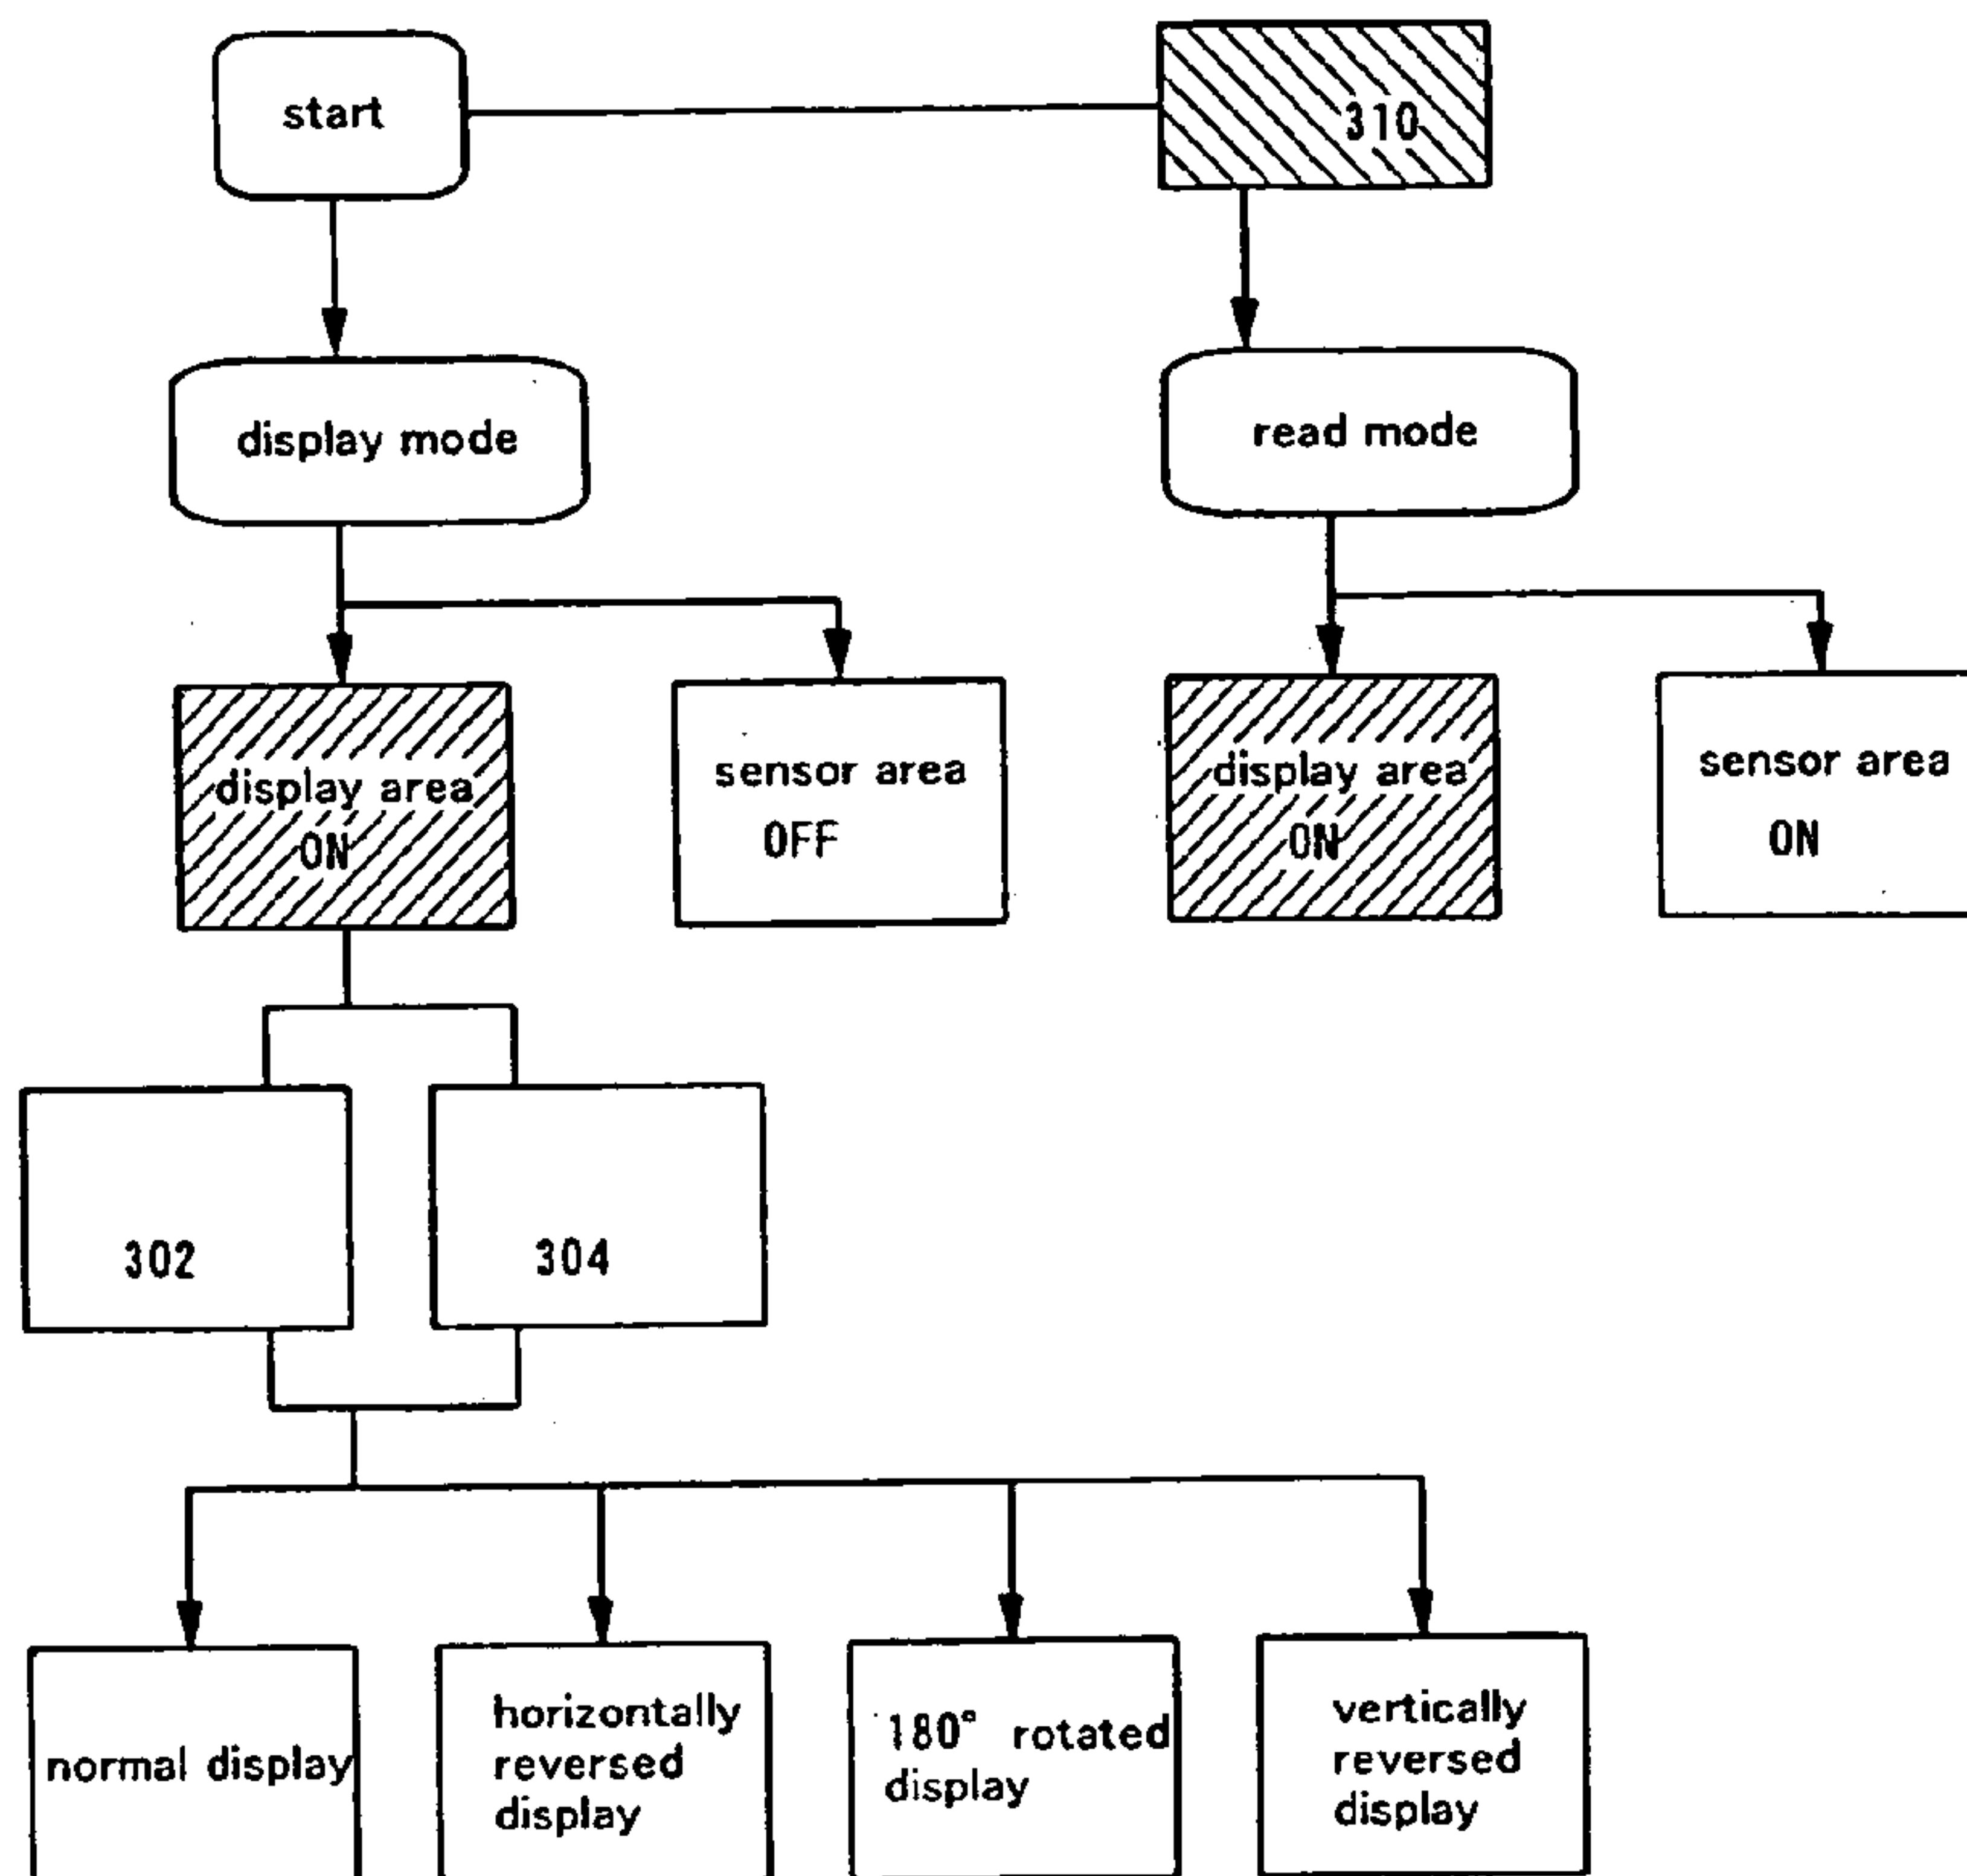 start
310
display mode
read mode
display area
ON
sensor area
OFF
display area
ON
sensor area
ON
302
304
normal display
horizontally
reversed
display
180° rotated
display
vertically
reversed
display